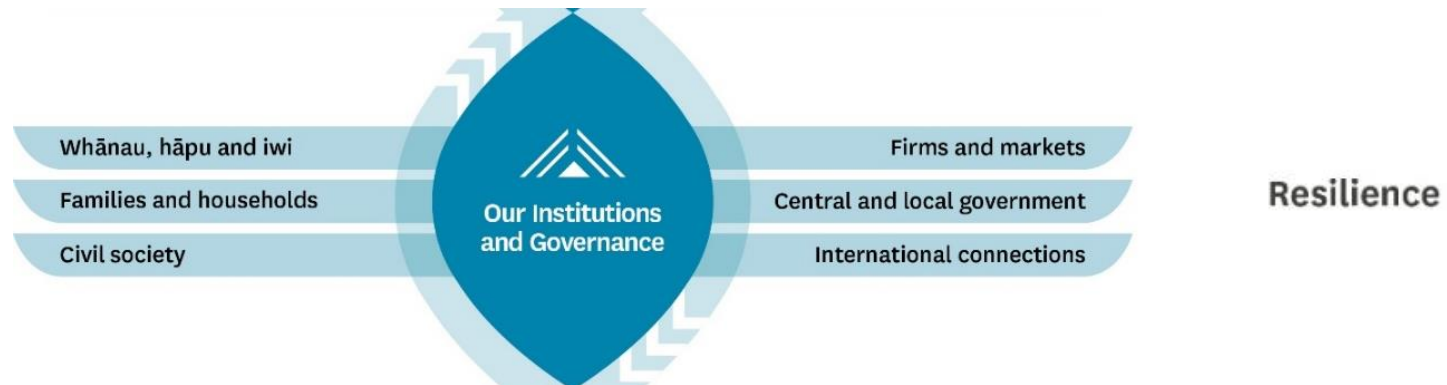 Whānau, hāpu and iwi
Families and households
Civil society
Our Institutions
and Governance
Firms and markets
Central and local government
International connections
Resilience